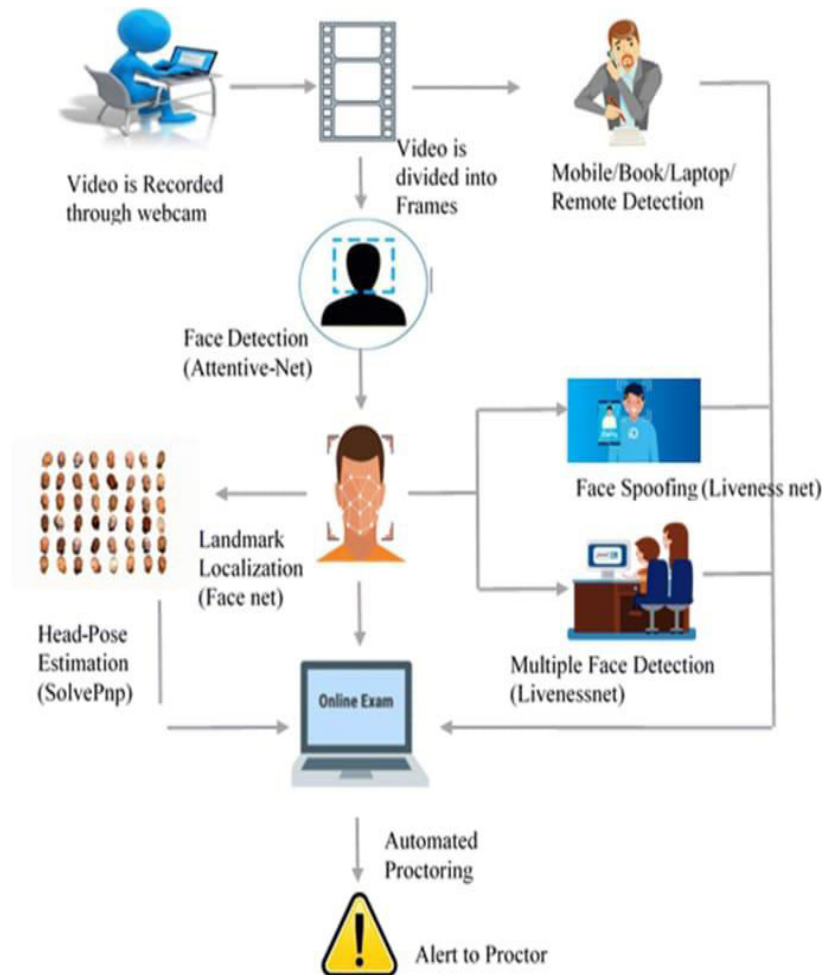 Video is Recorded
through webcam
Video is
divided into
Frames
Mobile/Book/Laptop/
Remote Detection
Face Detection
(Attentive-Net)
Landmark
Localization
(Face net)
Face Spoofing (Liveness net)
Head-Pose
Estimation
(SolvePnp)
Multiple Face Detection
(Livenessnet)
Online Exam
Automated
Proctoring
Alert to Proctor